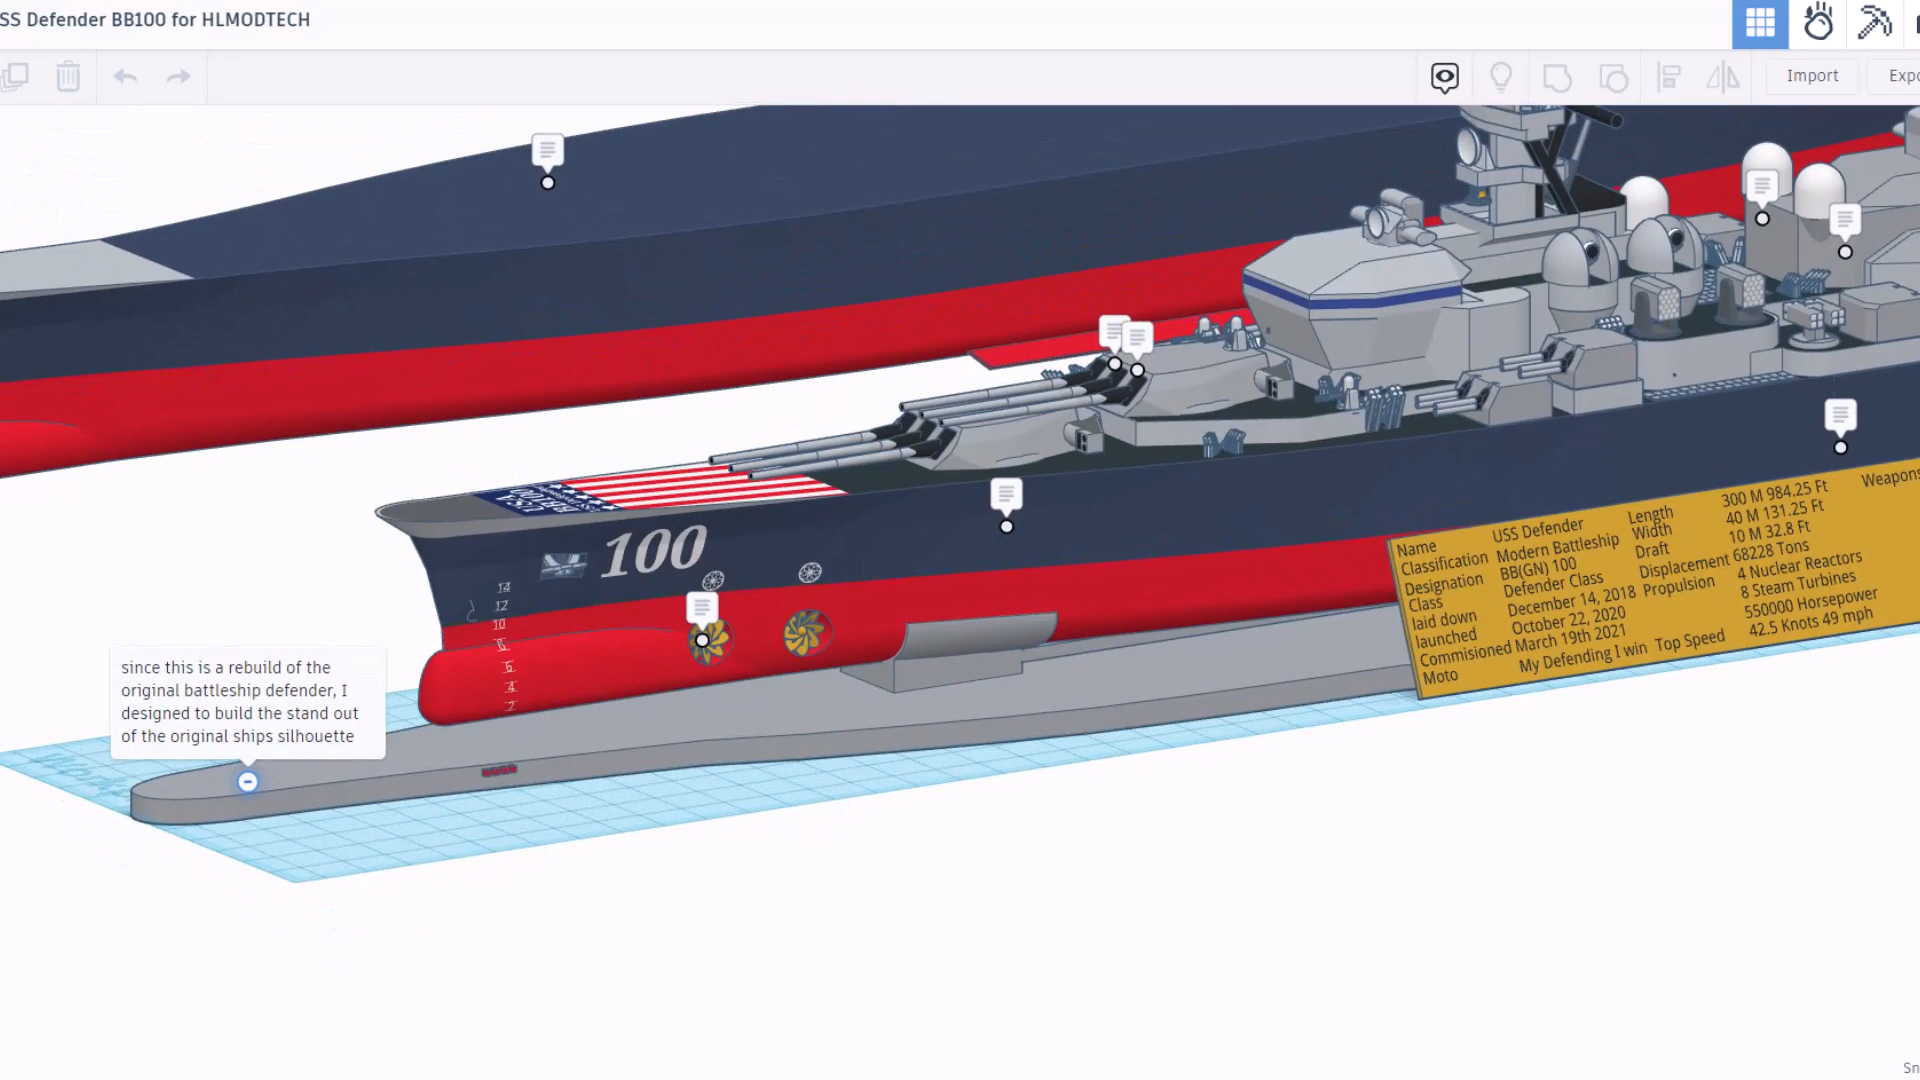 SS Defender BB100 for HLMODTECH
Import
Expo
100
14
12
10
8
6
4
2
USA
BB100
since this is a rebuild of the
original battleship defender, I
designed to build the stand out
of the original ships silhouette
Name USS Defender
Classification Modern Battleship
Designation BB(GN) 100
Class Defender Class
laid down December 14, 2018
launched October 22, 2020
Commisioned March 19th 2021
Moto My Defending I win
Length 300 M 984.25 Ft
Width 40 M 131.25 Ft
Draft 10 M 32.8 Ft
Displacement 68228 Tons
Propulsion 4 Nuclear Reactors
8 Steam Turbines
550000 Horsepower
Top Speed 42.5 Knots 49 mph
Weapons
Sn